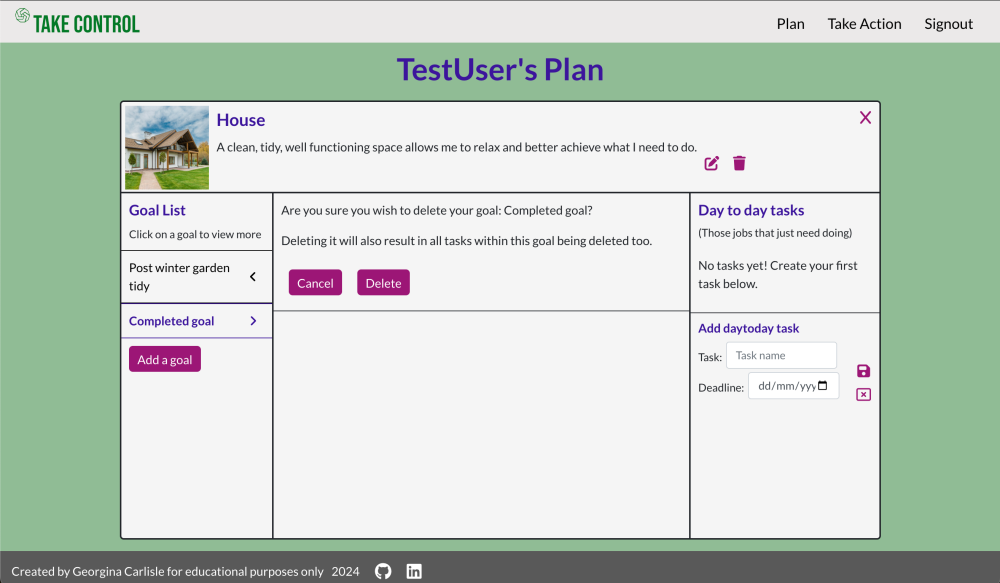 TAKE CONTROL
Plan
Take Action
Signout
TestUser's Plan
House
A clean, tidy, well functioning space allows me to relax and better achieve what I need to do.
Goal List
Click on a goal to view more
Post winter garden
tidy
Completed goal
Add a goal
Are you sure you wish to delete your goal: Completed goal?
Deleting it will also result in all tasks within this goal being deleted too.
Cancel
Delete
Day to day tasks
(Those jobs that just need doing)
No tasks yet! Create your first
task below.
Add daytoday task
Task: Task name
Deadline: dd/mm/yyy
Created by Georgina Carlisle for educational purposes only 2024